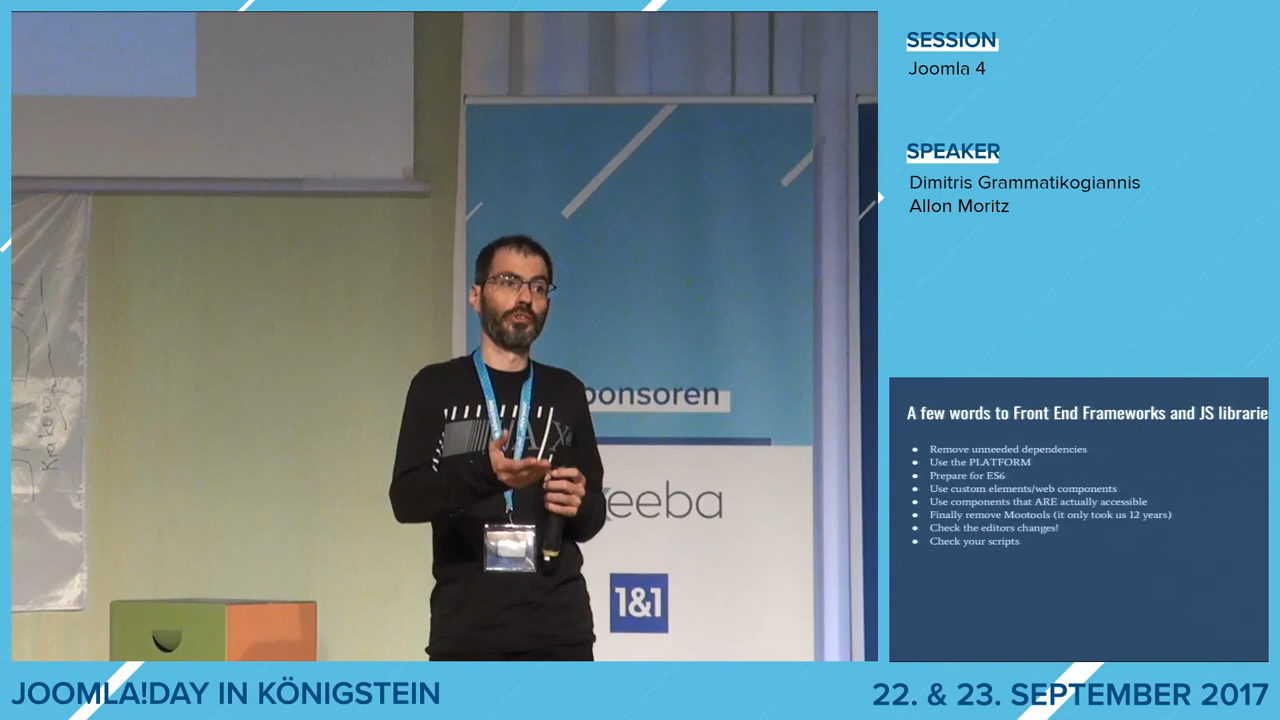 SESSION
Joomla 4
SPEAKER
Dimitris Grammatikogiannis
Allon Moritz
ponsoren
eeba
1&1
Krakow
A few words to Front End Frameworks and JS librarie
Remove unneeded dependencies
Use the PLATFORM
Prepare for ES6
Use custom elements/web components
Use components that ARE actually accessible
Finally remove Mootools (it only took us 12 years)
Check the editors changes!
Check your scripts
JOOMLA!DAY IN KÖNIGSTEIN
22. & 23. SEPTEMBER 2017